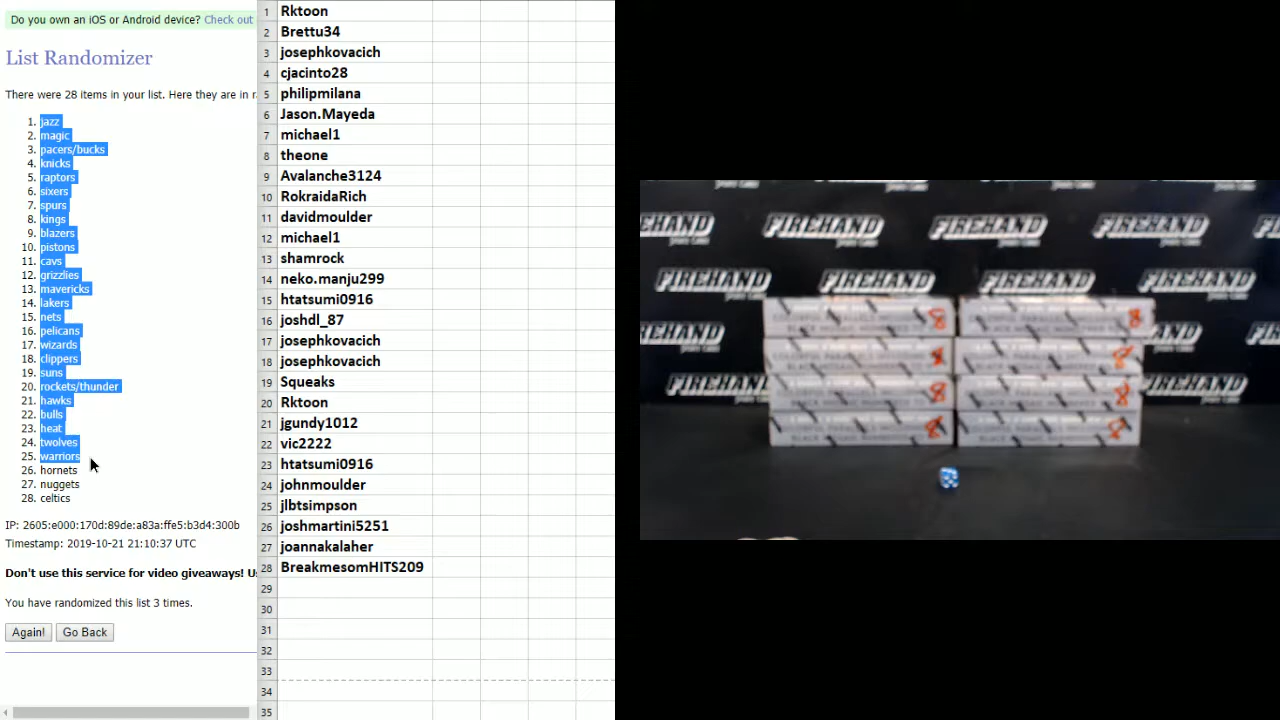 Do you own an iOS or Android device? Check out
List Randomizer
There were 28 items in your list. Here they are in r
1. jazz
2. magic
3. pacers/bucks
4. knicks
5. raptors
6. sixers
7. spurs
8. kings
9. blazers
10. pistons
11. cavs
12. grizzlies
13. mavericks
14. lakers
15. nets
16. pelicans
17. wizards
18. clippers
19. suns
20. rockets/thunder
21. hawks
22. bulls
23. heat
24. twolves
25. warriors
26. hornets
27. nuggets
28. celtics
IP: 2605:e000:170d:89de:a83a:ffe5:b3d4:300b
Timestamp: 2019-10-21 21:10:37 UTC
Don't use this service for video giveaways!
You have randomized this list 3 times.
Again! Go Back
1 Rktoon
2 Brettu34
3 josephkovacich
4 cjacinto28
5 philipmilana
6 Jason.Mayeda
7 michael1
8 theone
9 Avalanche3124
10 RokraidaRich
11 davidmoulder
12 michael1
13 shamrock
14 neko.manju299
15 htatsumi0916
16 joshdl_87
17 josephkovacich
18 josephkovacich
19 Squeaks
20 Rktoon
21 jgundy1012
22 vic2222
23 htatsumi0916
24 johnmoulder
25 jlbtsimpson
26 joshmartini5251
27 joannakalaher
28 BreakmesomHITS209
29
30
31
32
33
34
35
FIREHAND FIREHAND FIREHAND
FIREHAND FIREHAND FIREHAND FIREHAND
FIREHAND FIREHAND